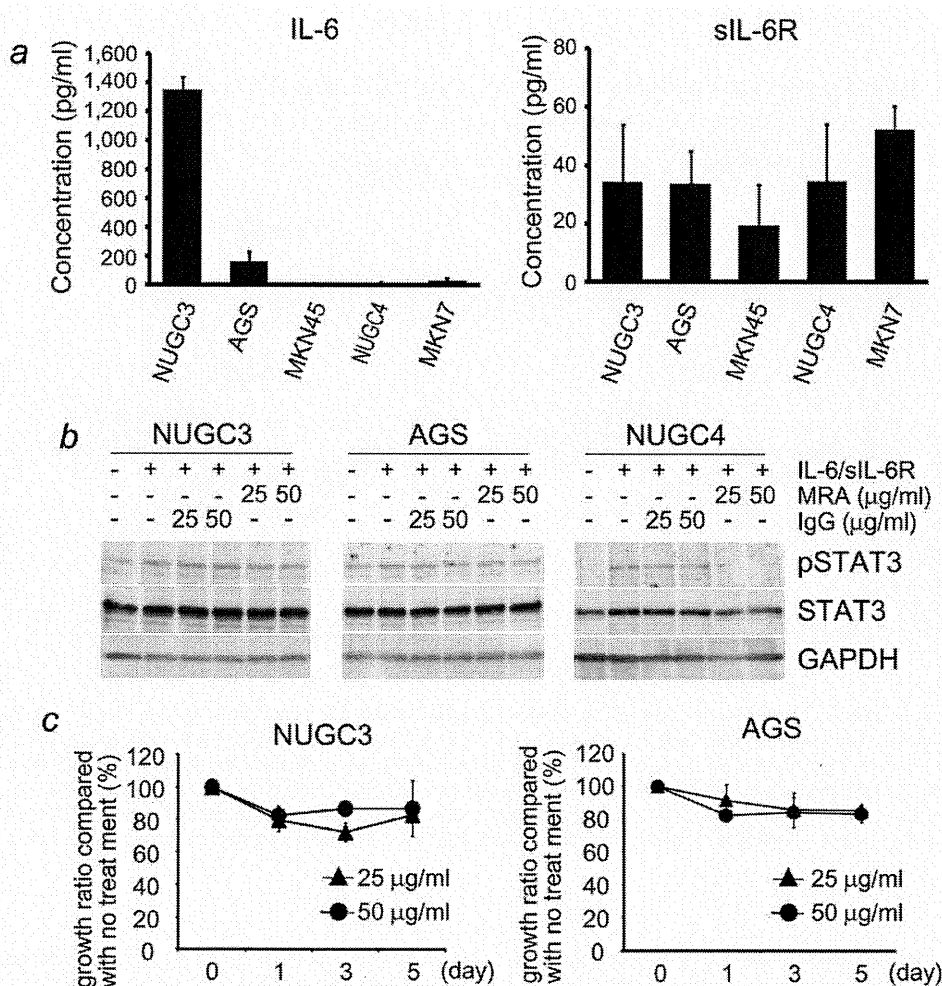 a
IL-6
Concentration (pg/ml)
1,600
1,400
1,200
1,000
800
600
400
200
0
NUGC3
AGS
MKN45
NUGC4
MKN7
sIL-6R
Concentration (pg/ml)
80
60
40
20
0
NUGC3
AGS
MKN45
NUGC4
MKN7
b
NUGC3 AGS NUGC4
- + + + + + - + + + + + - + + + + + IL-6/sIL-6R
- - - - 25 50 - - - - 25 50 - - - - 25 50 MRA (µg/ml)
- - 25 50 - - - - 25 50 - - - - 25 50 - - IgG (µg/ml)
pSTAT3
STAT3
GAPDH
c
NUGC3
growth ratio compared
with no treat ment (%)
120
100
80
60
40
20
0
25 µg/ml
50 µg/ml
0 1 3 5 (day)
AGS
growth ratio compared
with no treat ment (%)
120
100
80
60
40
20
0
25 µg/ml
50 µg/ml
0 1 3 5 (day)